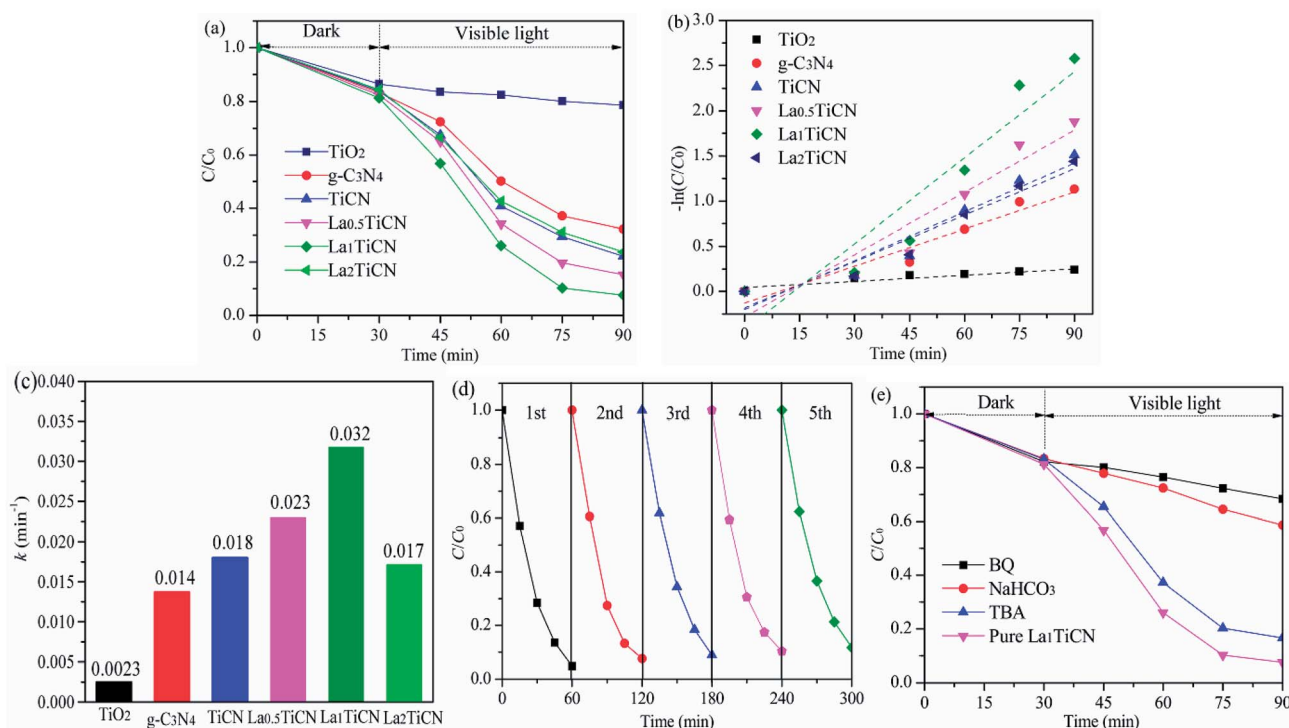 (a)
Dark
Visible light
1.0
0.8
0.6
0.4
0.2
0.0
C/C₀
TiO₂
g-C₃N₄
TiCN
La₀.₅TiCN
La₁TiCN
La₂TiCN
0 30 45 60 75 90
Time (min)
(b)
3.0
2.5
2.0
1.5
1.0
0.5
0.0
-ln(C/C₀)
TiO₂
g-C₃N₄
TiCN
La₀.₅TiCN
La₁TiCN
La₂TiCN
0 15 30 45 60 75 90
Time (min)
(c)
0.040
0.035
0.030
0.025
0.020
0.015
0.010
0.005
0.000
k (min⁻¹)
0.0023
0.014
0.018
0.023
0.032
0.017
TiO₂ g-C₃N₄ TiCN La₀.₅TiCN La₁TiCN La₂TiCN
(d)
1st 2nd 3rd 4th 5th
1.0
0.8
0.6
0.4
0.2
0.0
C/C₀
0 60 120 180 240 300
Time (min)
(e)
Dark
Visible light
1.0
0.8
0.6
0.4
0.2
0.0
C/C₀
BQ
NaHCO₃
TBA
Pure La₁TiCN
0 15 30 45 60 75 90
Time (min)